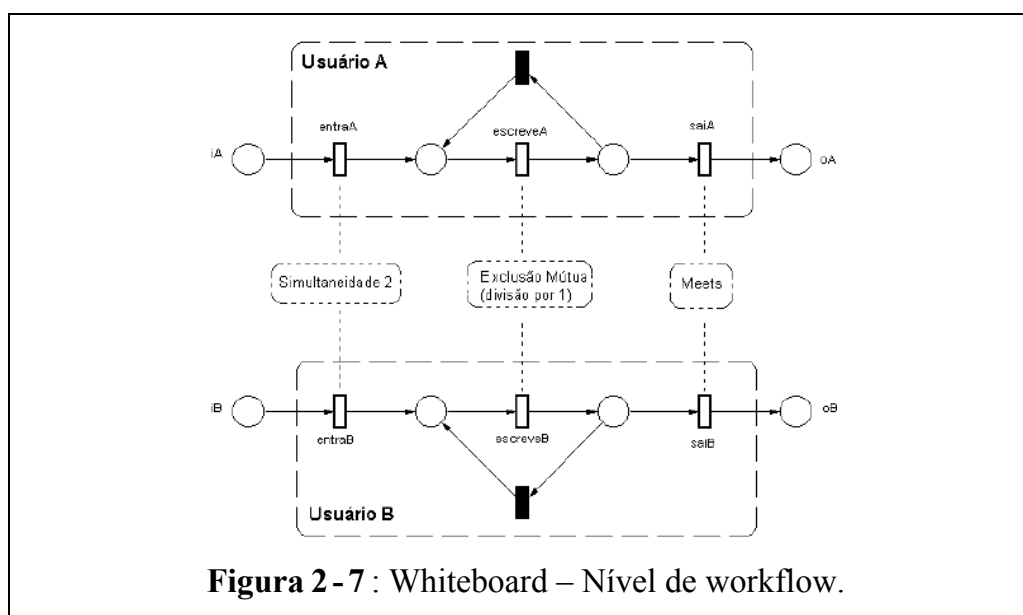 Usuário A
entraA
escreveA
saiA
iA
oA
Simultaneidade 2
Exclusão Mútua
(divisão por 1)
Meets
iB
oB
entraB
escreveB
saiB
Usuário B
Figura 2 - 7 : Whiteboard – Nível de workflow.